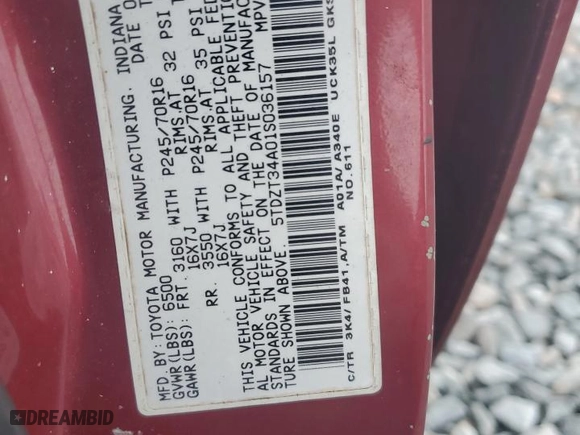 MFD. BY: TOYOTA MOTOR MANUFACTURING. INDIANA
GVWR(LBS): 6500 DATE O
GAWR(LBS): FRT. 3160 WITH P245/70R16
16X7J RIMS AT 32 PSI
RR. 3550 WITH P245/70R16
16X7J RIMS AT 35 PSI
THIS VEHICLE CONFORMS TO ALL APPLICABLE FED
AL MOTOR VEHICLE SAFETY AND THEFT PREVENTI
STANDARDS IN EFFECT ON THE DATE OF MANUFAC
TURE SHOWN ABOVE. 5TDZT34A01S036157 MPV
C/TR 3K4/ FB41,A/TM A01A/ A340E UCK35L GKS
NO.611
DREAMBID